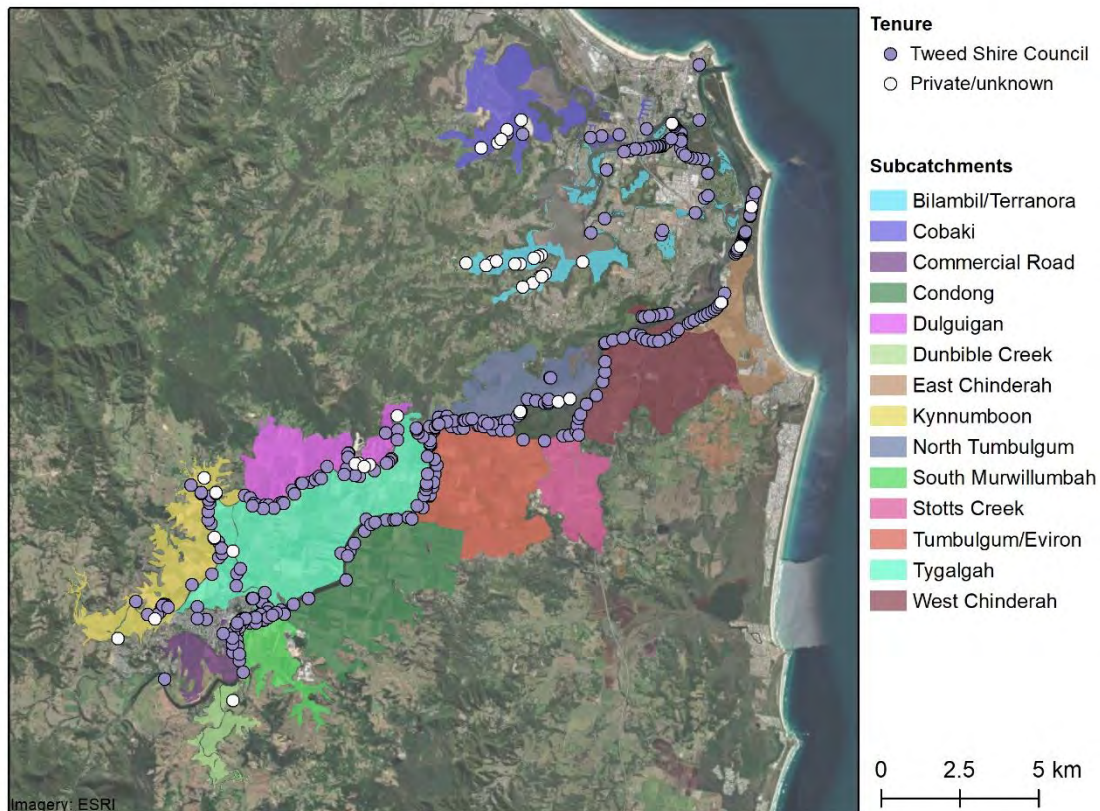 Tenure
Tweed Shire Council
Private/unknown
Subcatchments
Bilambil/Terranora
Cobaki
Commercial Road
Condong
Dulguigan
Dunbible Creek
East Chinderah
Kynnumboon
North Tumbulgum
South Murwillumbah
Stotts Creek
Tumbulgum/Eviron
Tygalgah
West Chinderah
0 2.5 5 km
Imagery: ESRI